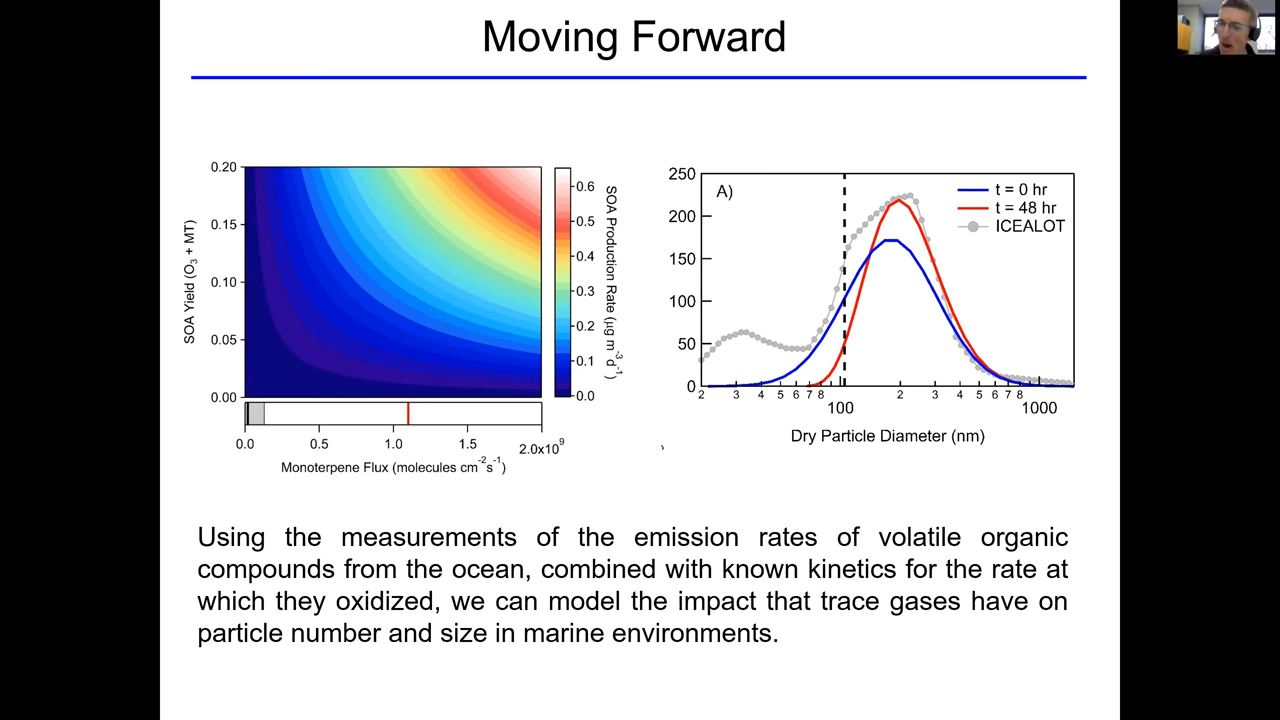 Moving Forward
0.20
0.15
0.10
0.05
0.00
SOA Yield (O3 + MT)
0.6
0.5
0.4
0.3
0.2
0.1
0.0
SOA Production Rate (µg m-3 d-1)
0.0 0.5 1.0 1.5 2.0x10^9
Monoterpene Flux (molecules cm-2 s-1)
250
200
150
100
50
0
A)
t = 0 hr
t = 48 hr
ICEALOT
2 3 4 5 6 7 8 2 3 4 5 6 7 8
100 1000
Dry Particle Diameter (nm)
Using the measurements of the emission rates of volatile organic
compounds from the ocean, combined with known kinetics for the rate at
which they oxidized, we can model the impact that trace gases have on
particle number and size in marine environments.